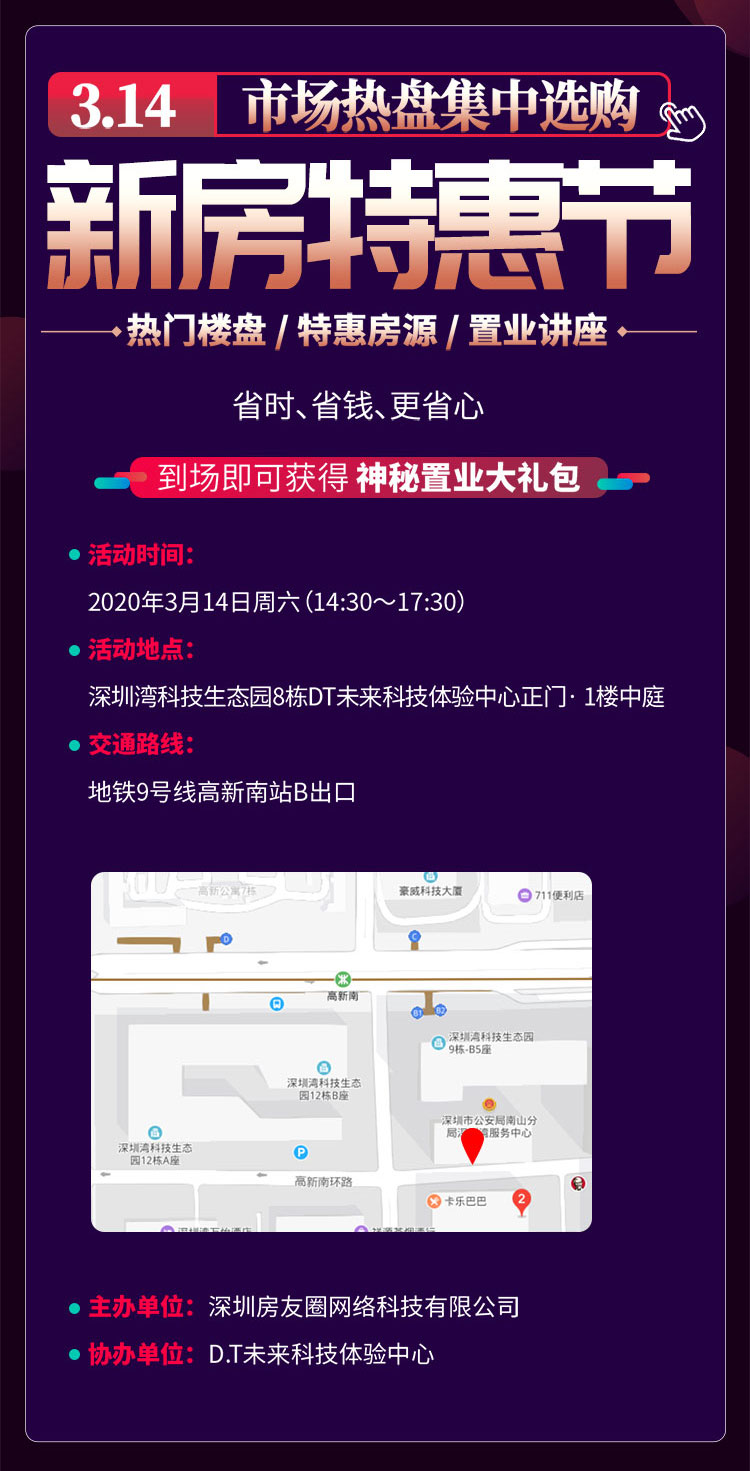 3.14 市场热盘集中选购
新房特惠节
热门楼盘 / 特惠房源 / 置业讲座
省时、省钱、更省心
到场即可获得 神秘置业大礼包
活动时间：
2020年3月14日周六（14:30～17:30）
活动地点：
深圳湾科技生态园8栋DT未来科技体验中心正门· 1楼中庭
交通路线：
地铁9号线高新南站B出口
高新公寓7栋
豪威科技大厦
711便利店
D
C
高新南
B1 B2
深圳湾科技生态园
9栋-B5座
深圳湾科技生态
园12栋B座
深圳市公安局南山分
局深 湾服务中心
深圳湾科技生态
园12栋A座
P
高新南环路
卡乐巴巴
2
主办单位：深圳房友圈网络科技有限公司
协办单位：D.T未来科技体验中心